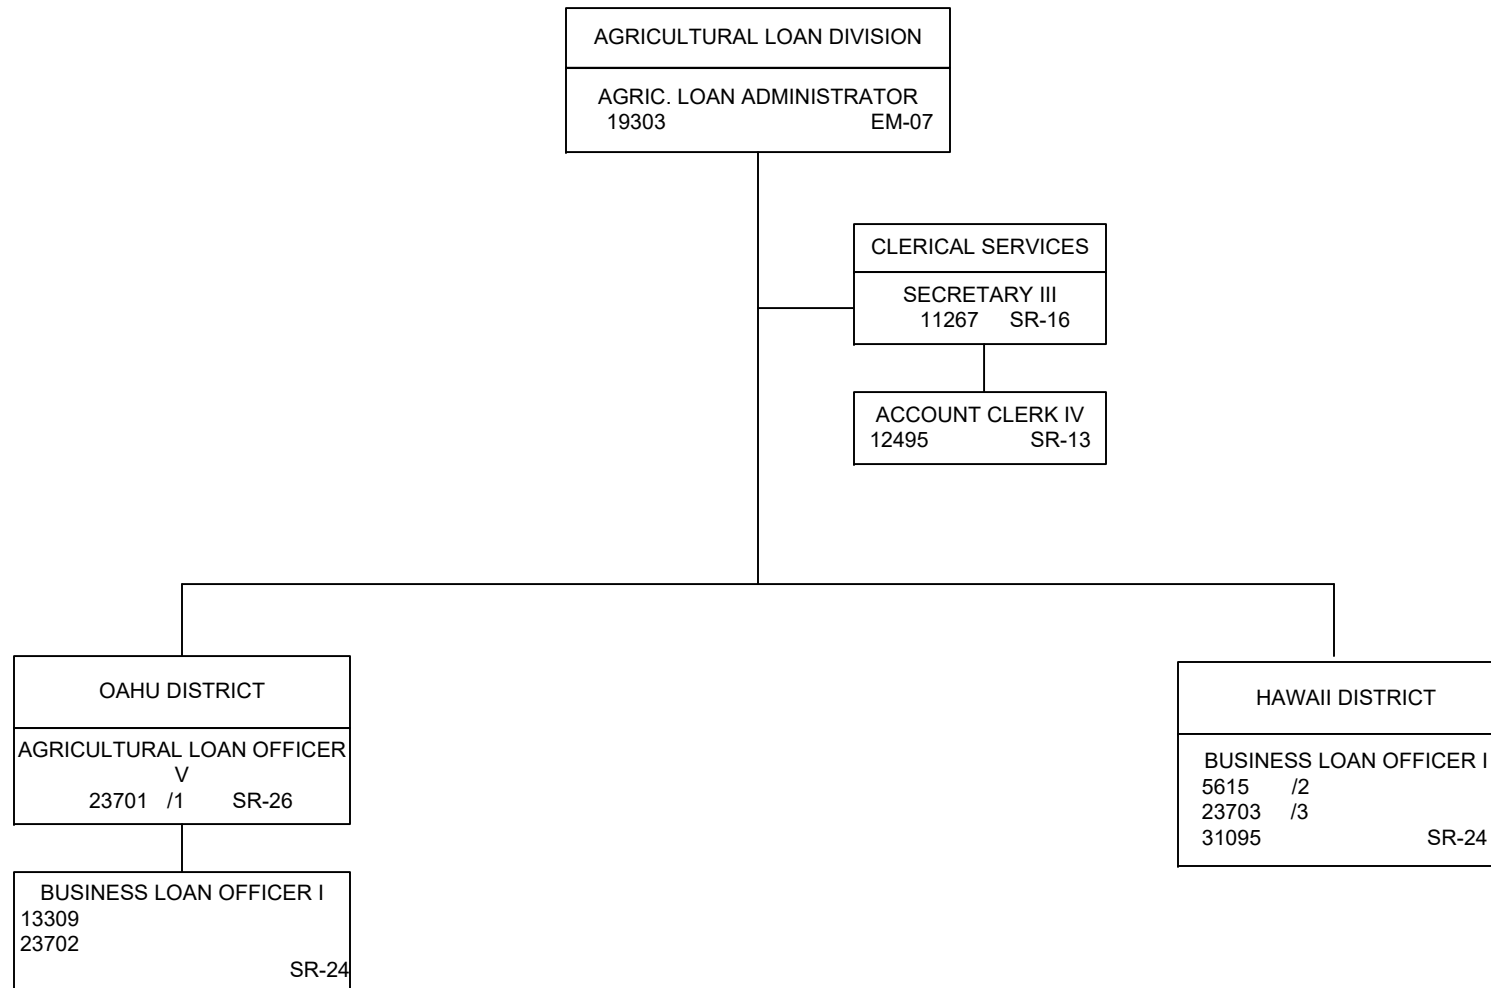 AGRICULTURAL LOAN DIVISION
AGRIC. LOAN ADMINISTRATOR
19303 EM-07
CLERICAL SERVICES
SECRETARY III
11267 SR-16
ACCOUNT CLERK IV
12495 SR-13
OAHU DISTRICT
AGRICULTURAL LOAN OFFICER
V
23701 /1 SR-26
BUSINESS LOAN OFFICER I
13309
23702
SR-24
HAWAII DISTRICT
BUSINESS LOAN OFFICER I
5615 /2
23703 /3
31095 SR-24